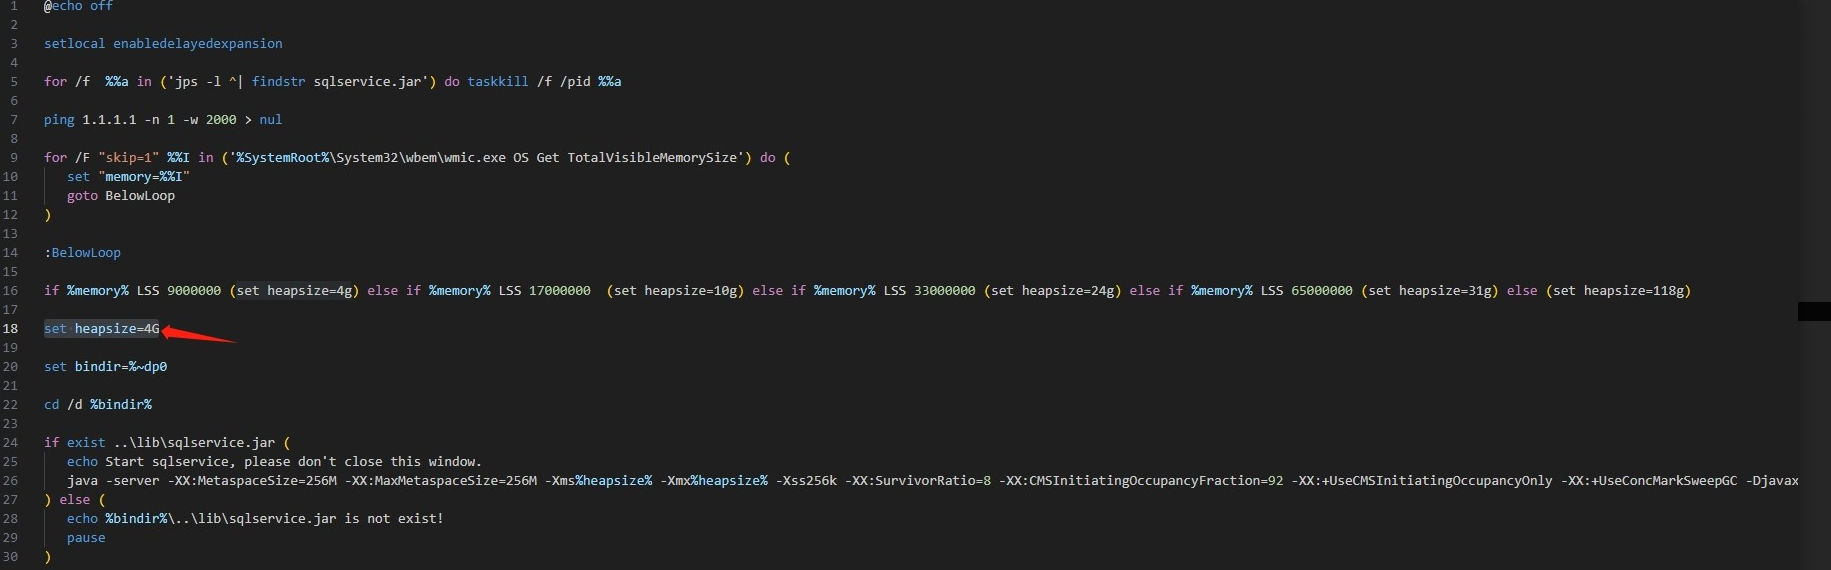 1 @echo off
2
3 setlocal enabledelayedexpansion
4
5 for /f  %%a in ('jps -l ^| findstr sqlservice.jar') do taskkill /f /pid %%a
6
7 ping 1.1.1.1 -n 1 -w 2000 > nul
8
9 for /F "skip=1" %%I in ('%SystemRoot%\System32\wbem\wmic.exe OS Get TotalVisibleMemorySize') do (
10    set "memory=%%I"
11    goto BelowLoop
12 )
13
14 :BelowLoop
15
16 if %memory% LSS 9000000 (set heapsize=4g) else if %memory% LSS 17000000  (set heapsize=10g) else if %memory% LSS 33000000 (set heapsize=24g) else if %memory% LSS 65000000 (set heapsize=31g) else (set heapsize=118g)
17
18 set heapsize=4G
19
20 set bindir=%~dp0
21
22 cd /d %bindir%
23
24 if exist ..\lib\sqlservice.jar (
25    echo Start sqlservice, please don't close this window.
26    java -server -XX:MetaspaceSize=256M -XX:MaxMetaspaceSize=256M -Xms%heapsize% -Xmx%heapsize% -Xss256k -XX:SurvivorRatio=8 -XX:CMSInitiatingOccupancyFraction=92 -XX:+UseCMSInitiatingOccupancyOnly -XX:+UseConcMarkSweepGC -Djavax
27 ) else (
28    echo %bindir%\..\lib\sqlservice.jar is not exist!
29    pause
30 )